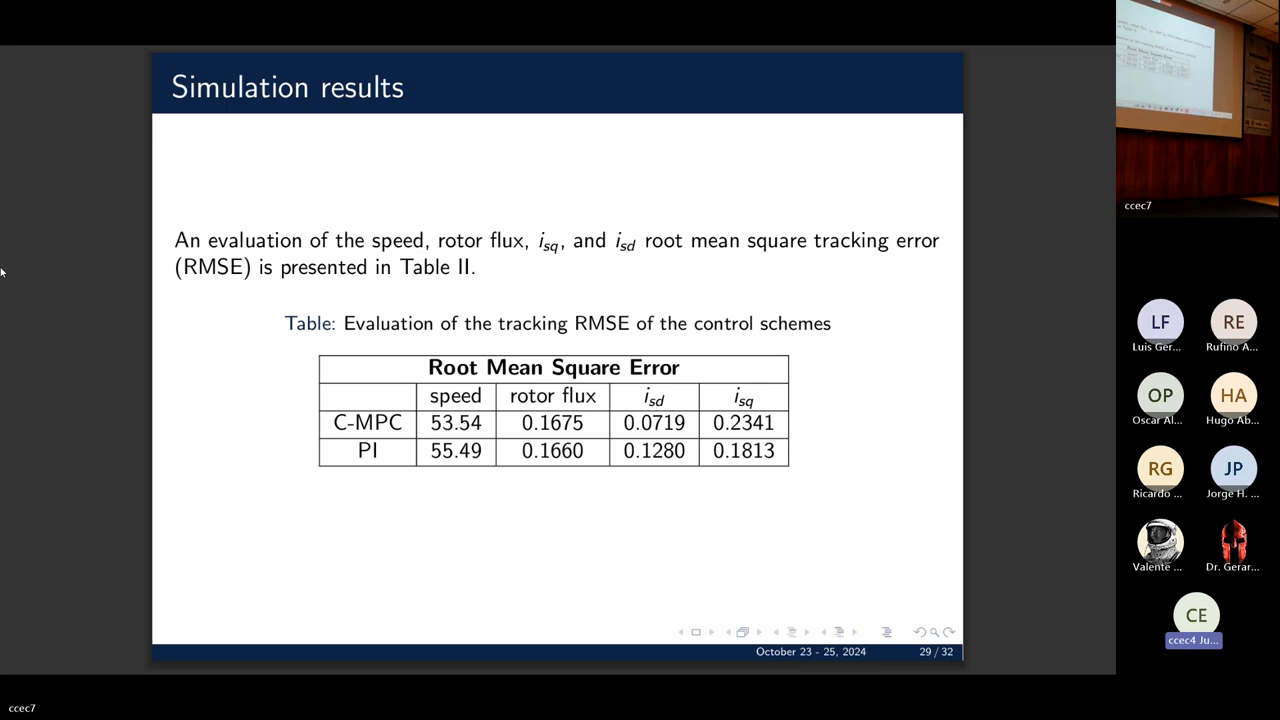 Simulation results
An evaluation of the speed, rotor flux, isq, and isd root mean square tracking error
(RMSE) is presented in Table II.
Table: Evaluation of the tracking RMSE of the control schemes
Root Mean Square Error
speed rotor flux isd isq
C-MPC 53.54 0.1675 0.0719 0.2341
PI 55.49 0.1660 0.1280 0.1813
October 23 - 25, 2024 29 / 32
ccec7
ccec7
LF RE
Luis Ger... Rufino A...
OP HA
Oscar Al... Hugo Ab...
RG JP
Ricardo ... Jorge H. ...
Valente ... Dr. Gerar...
CE
ccec4 Ju...